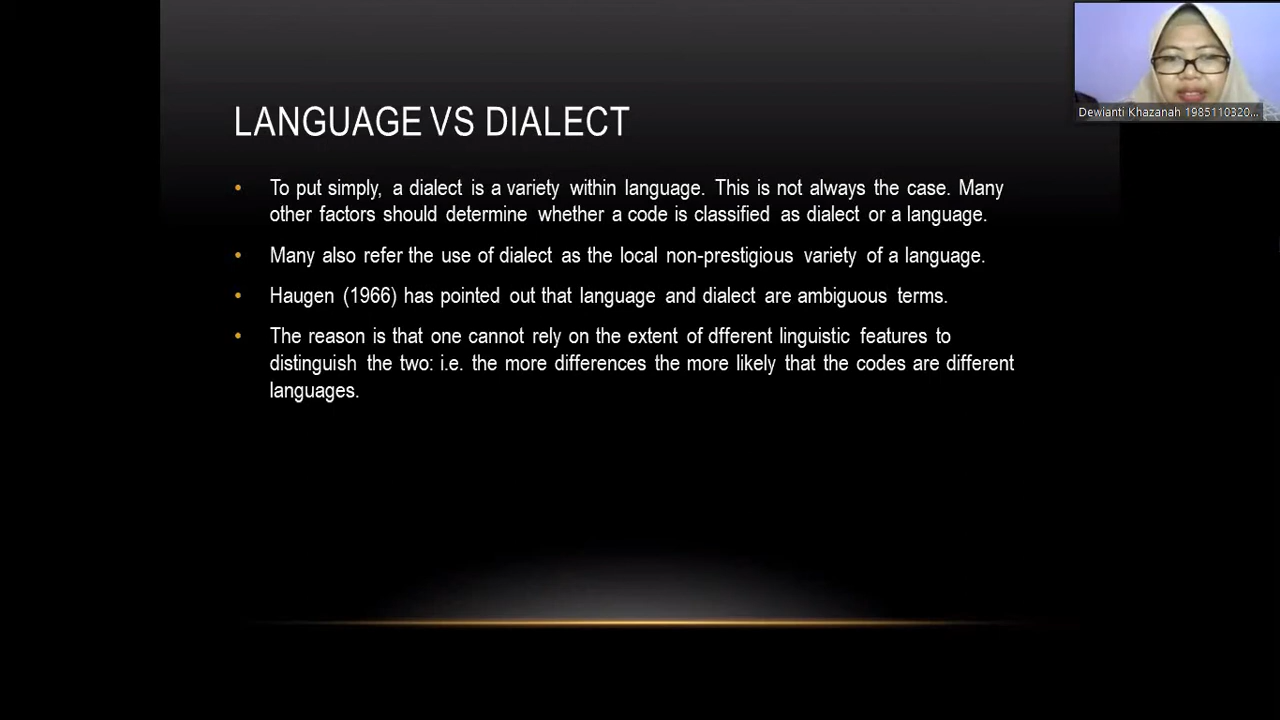 LANGUAGE VS DIALECT
• To put simply, a dialect is a variety within language. This is not always the case. Many
other factors should determine whether a code is classified as dialect or a language.
• Many also refer the use of dialect as the local non-prestigious variety of a language.
• Haugen (1966) has pointed out that language and dialect are ambiguous terms.
• The reason is that one cannot rely on the extent of dfferent linguistic features to
distinguish the two: i.e. the more differences the more likely that the codes are different
languages.
Dewianti Khazanah 1985110320...